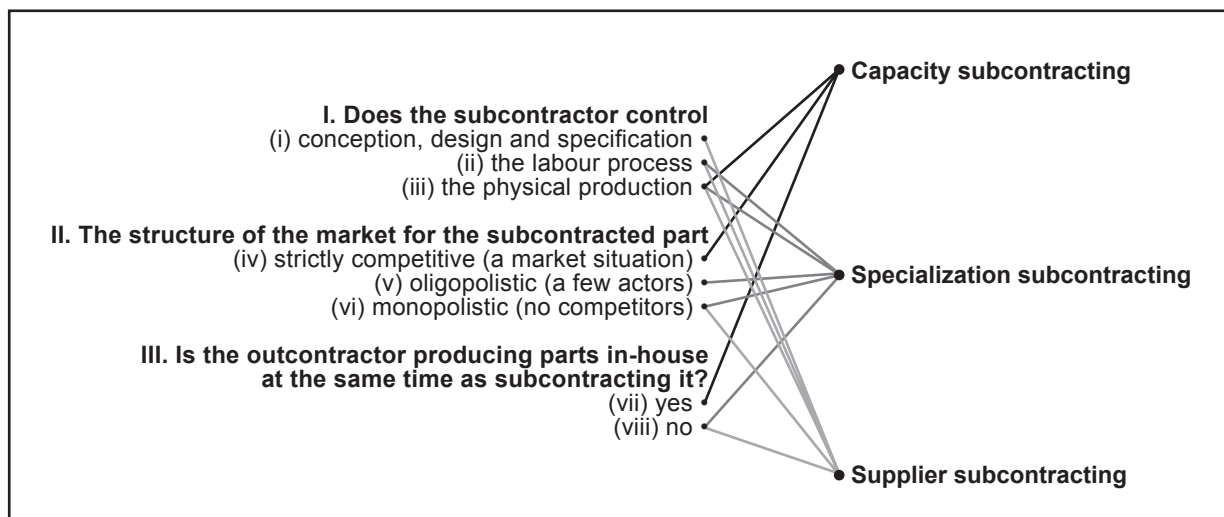 Capacity subcontracting
I. Does the subcontractor control
(i) conception, design and specification
(ii) the labour process
(iii) the physical production
II. The structure of the market for the subcontracted part
(iv) strictly competitive (a market situation)
(v) oligopolistic (a few actors)
(vi) monopolistic (no competitors)
Specialization subcontracting
III. Is the outcontractor producing parts in-house
at the same time as subcontracting it?
(vii) yes
(viii) no
Supplier subcontracting